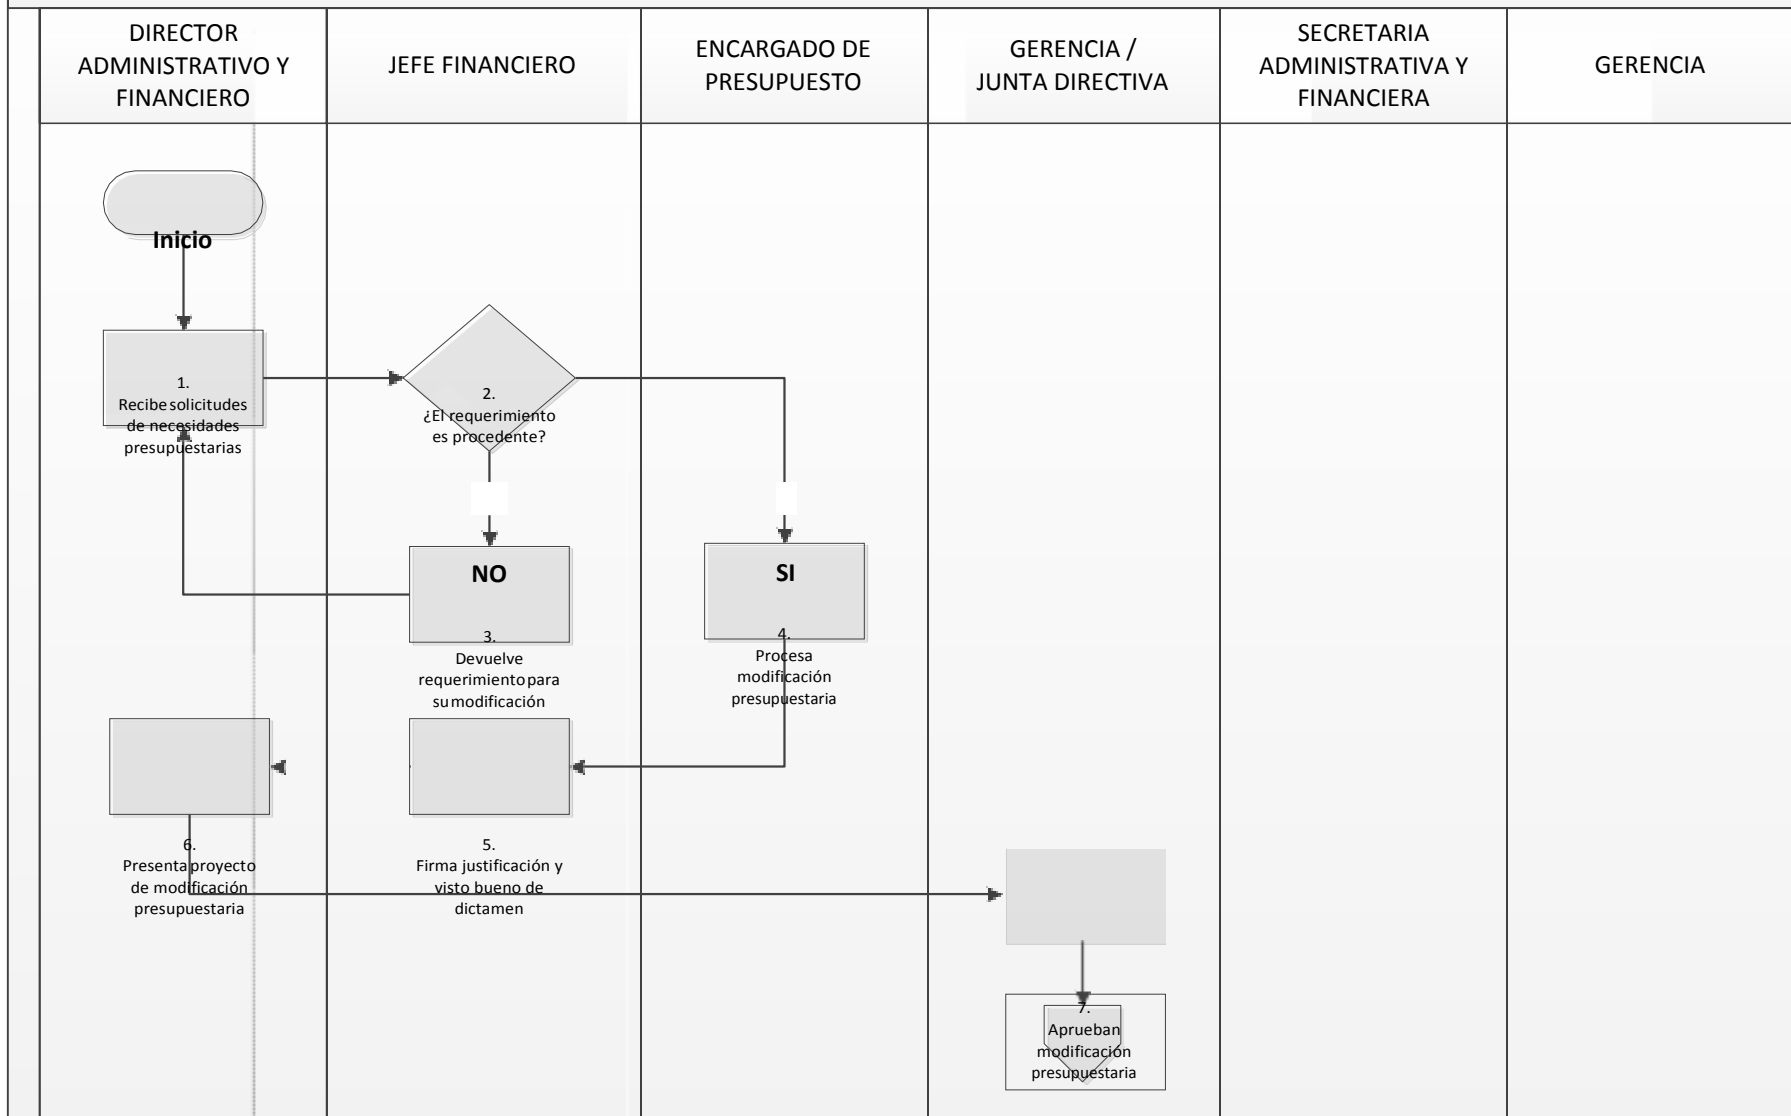 DIRECTOR
ADMINISTRATIVO Y
FINANCIERO
JEFE FINANCIERO
ENCARGADO DE
PRESUPUESTO
GERENCIA /
JUNTA DIRECTIVA
SECRETARIA
ADMINISTRATIVA Y
FINANCIERA
GERENCIA
Inicio
1.
Recibe solicitudes
de necesidades
presupuestarias
2.
¿El requerimiento
es procedente?
NO
SI
3.
Devuelve
requerimiento para
su modificación
4.
Procesa
modificación
presupuestaria
6.
Presenta proyecto
de modificación
presupuestaria
5.
Firma justificación y
visto bueno de
dictamen
7.
Aprueban
modificación
presupuestaria